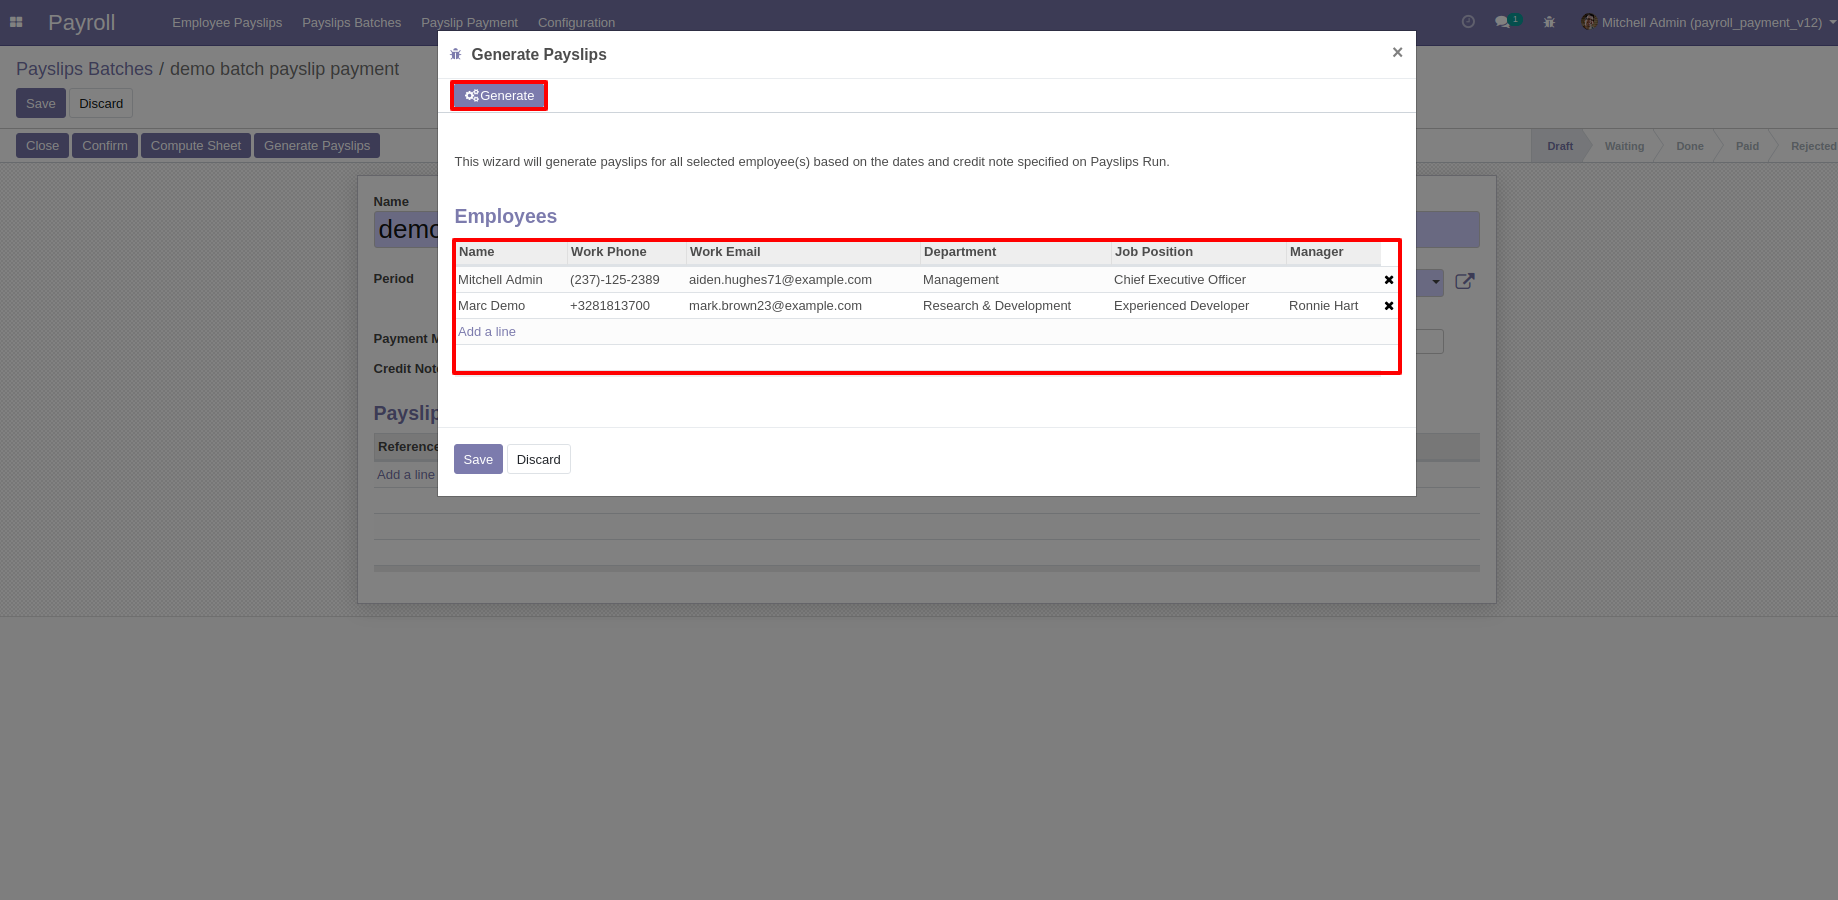 Payroll Employee Payslips Payslips Batches Payslip Payment Configuration 1 Mitchell Admin (payroll_payment_v12)
Payslips Batches / demo batch payslip payment
Save Discard
Close Confirm Compute Sheet Generate Payslips Draft Waiting Done Paid Rejected
Name
demo
Period
Payment M
Credit Note
Payslip
Reference
Add a line
Generate Payslips ×
Generate
This wizard will generate payslips for all selected employee(s) based on the dates and credit note specified on Payslips Run.
Employees
Name Work Phone Work Email Department Job Position Manager
Mitchell Admin (237)-125-2389 aiden.hughes71@example.com Management Chief Executive Officer
Marc Demo +3281813700 mark.brown23@example.com Research & Development Experienced Developer Ronnie Hart
Add a line
Save Discard